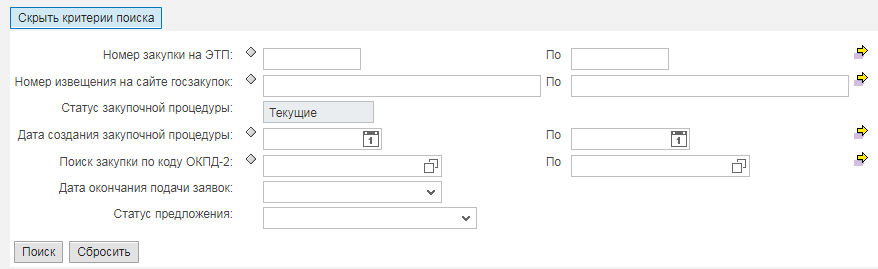 Скрыть критерии поиска
Номер закупки на ЭТП: По
Номер извещения на сайте госзакупок: По
Статус закупочной процедуры: Текущие
Дата создания закупочной процедуры: 1 По 1
Поиск закупки по коду ОКПД-2: По
Дата окончания подачи заявок:
Статус предложения:
Поиск Сбросить